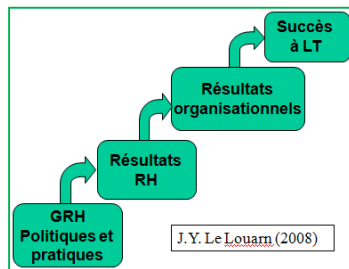 Succès
à LT
Résultats
organisationnels
Résultats
RH
GRH
Politiques et
pratiques
J.Y. Le Louarn (2008)